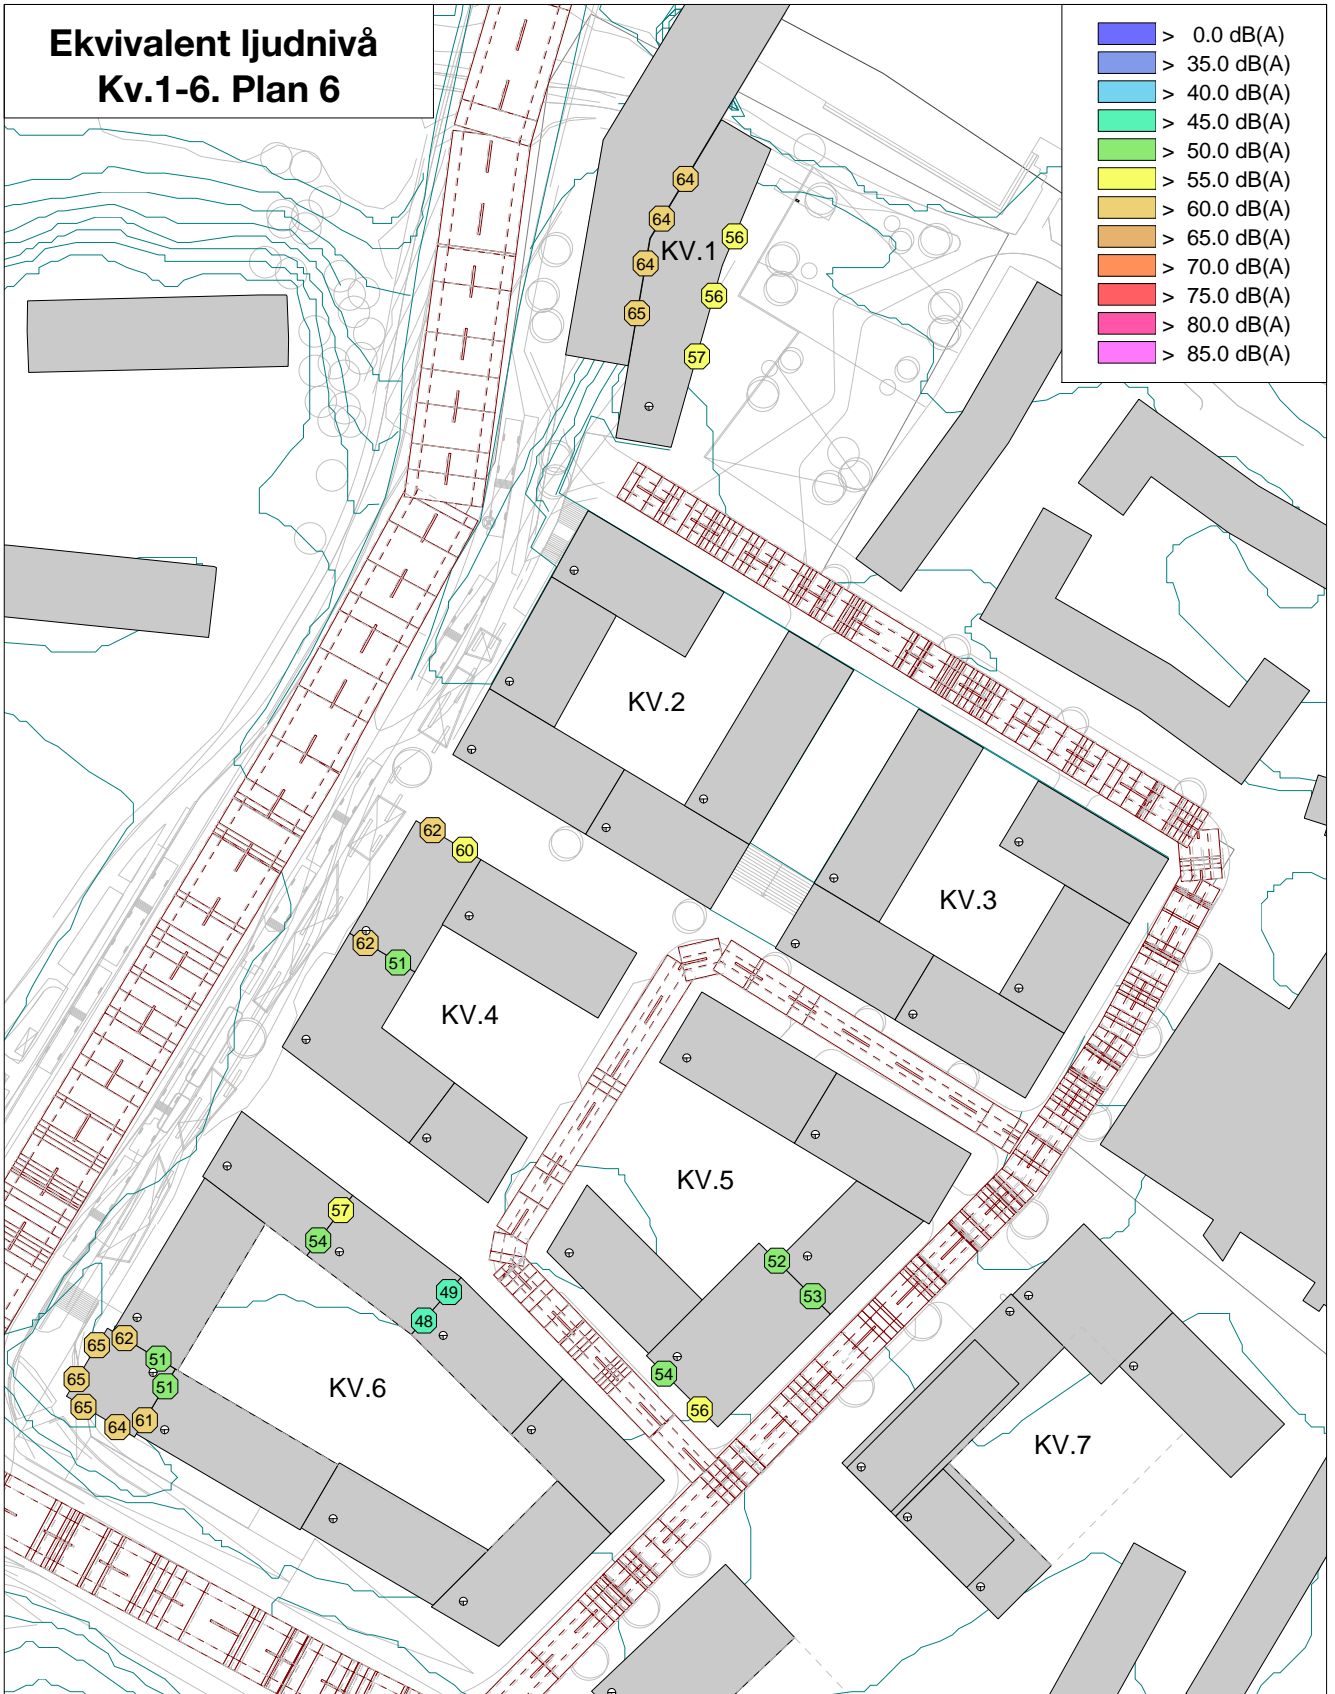 Ekvivalent ljudnivå
Kv.1-6. Plan 6
> 0.0 dB(A)
> 35.0 dB(A)
> 40.0 dB(A)
> 45.0 dB(A)
> 50.0 dB(A)
> 55.0 dB(A)
> 60.0 dB(A)
> 65.0 dB(A)
> 70.0 dB(A)
> 75.0 dB(A)
> 80.0 dB(A)
> 85.0 dB(A)
64
64
56
KV.1
64
56
65
57
KV.2
62
60
KV.3
62
51
KV.4
KV.5
57
54
52
49
53
48
62
65
51
54
65
51
KV.6
65
56
61
64
KV.7